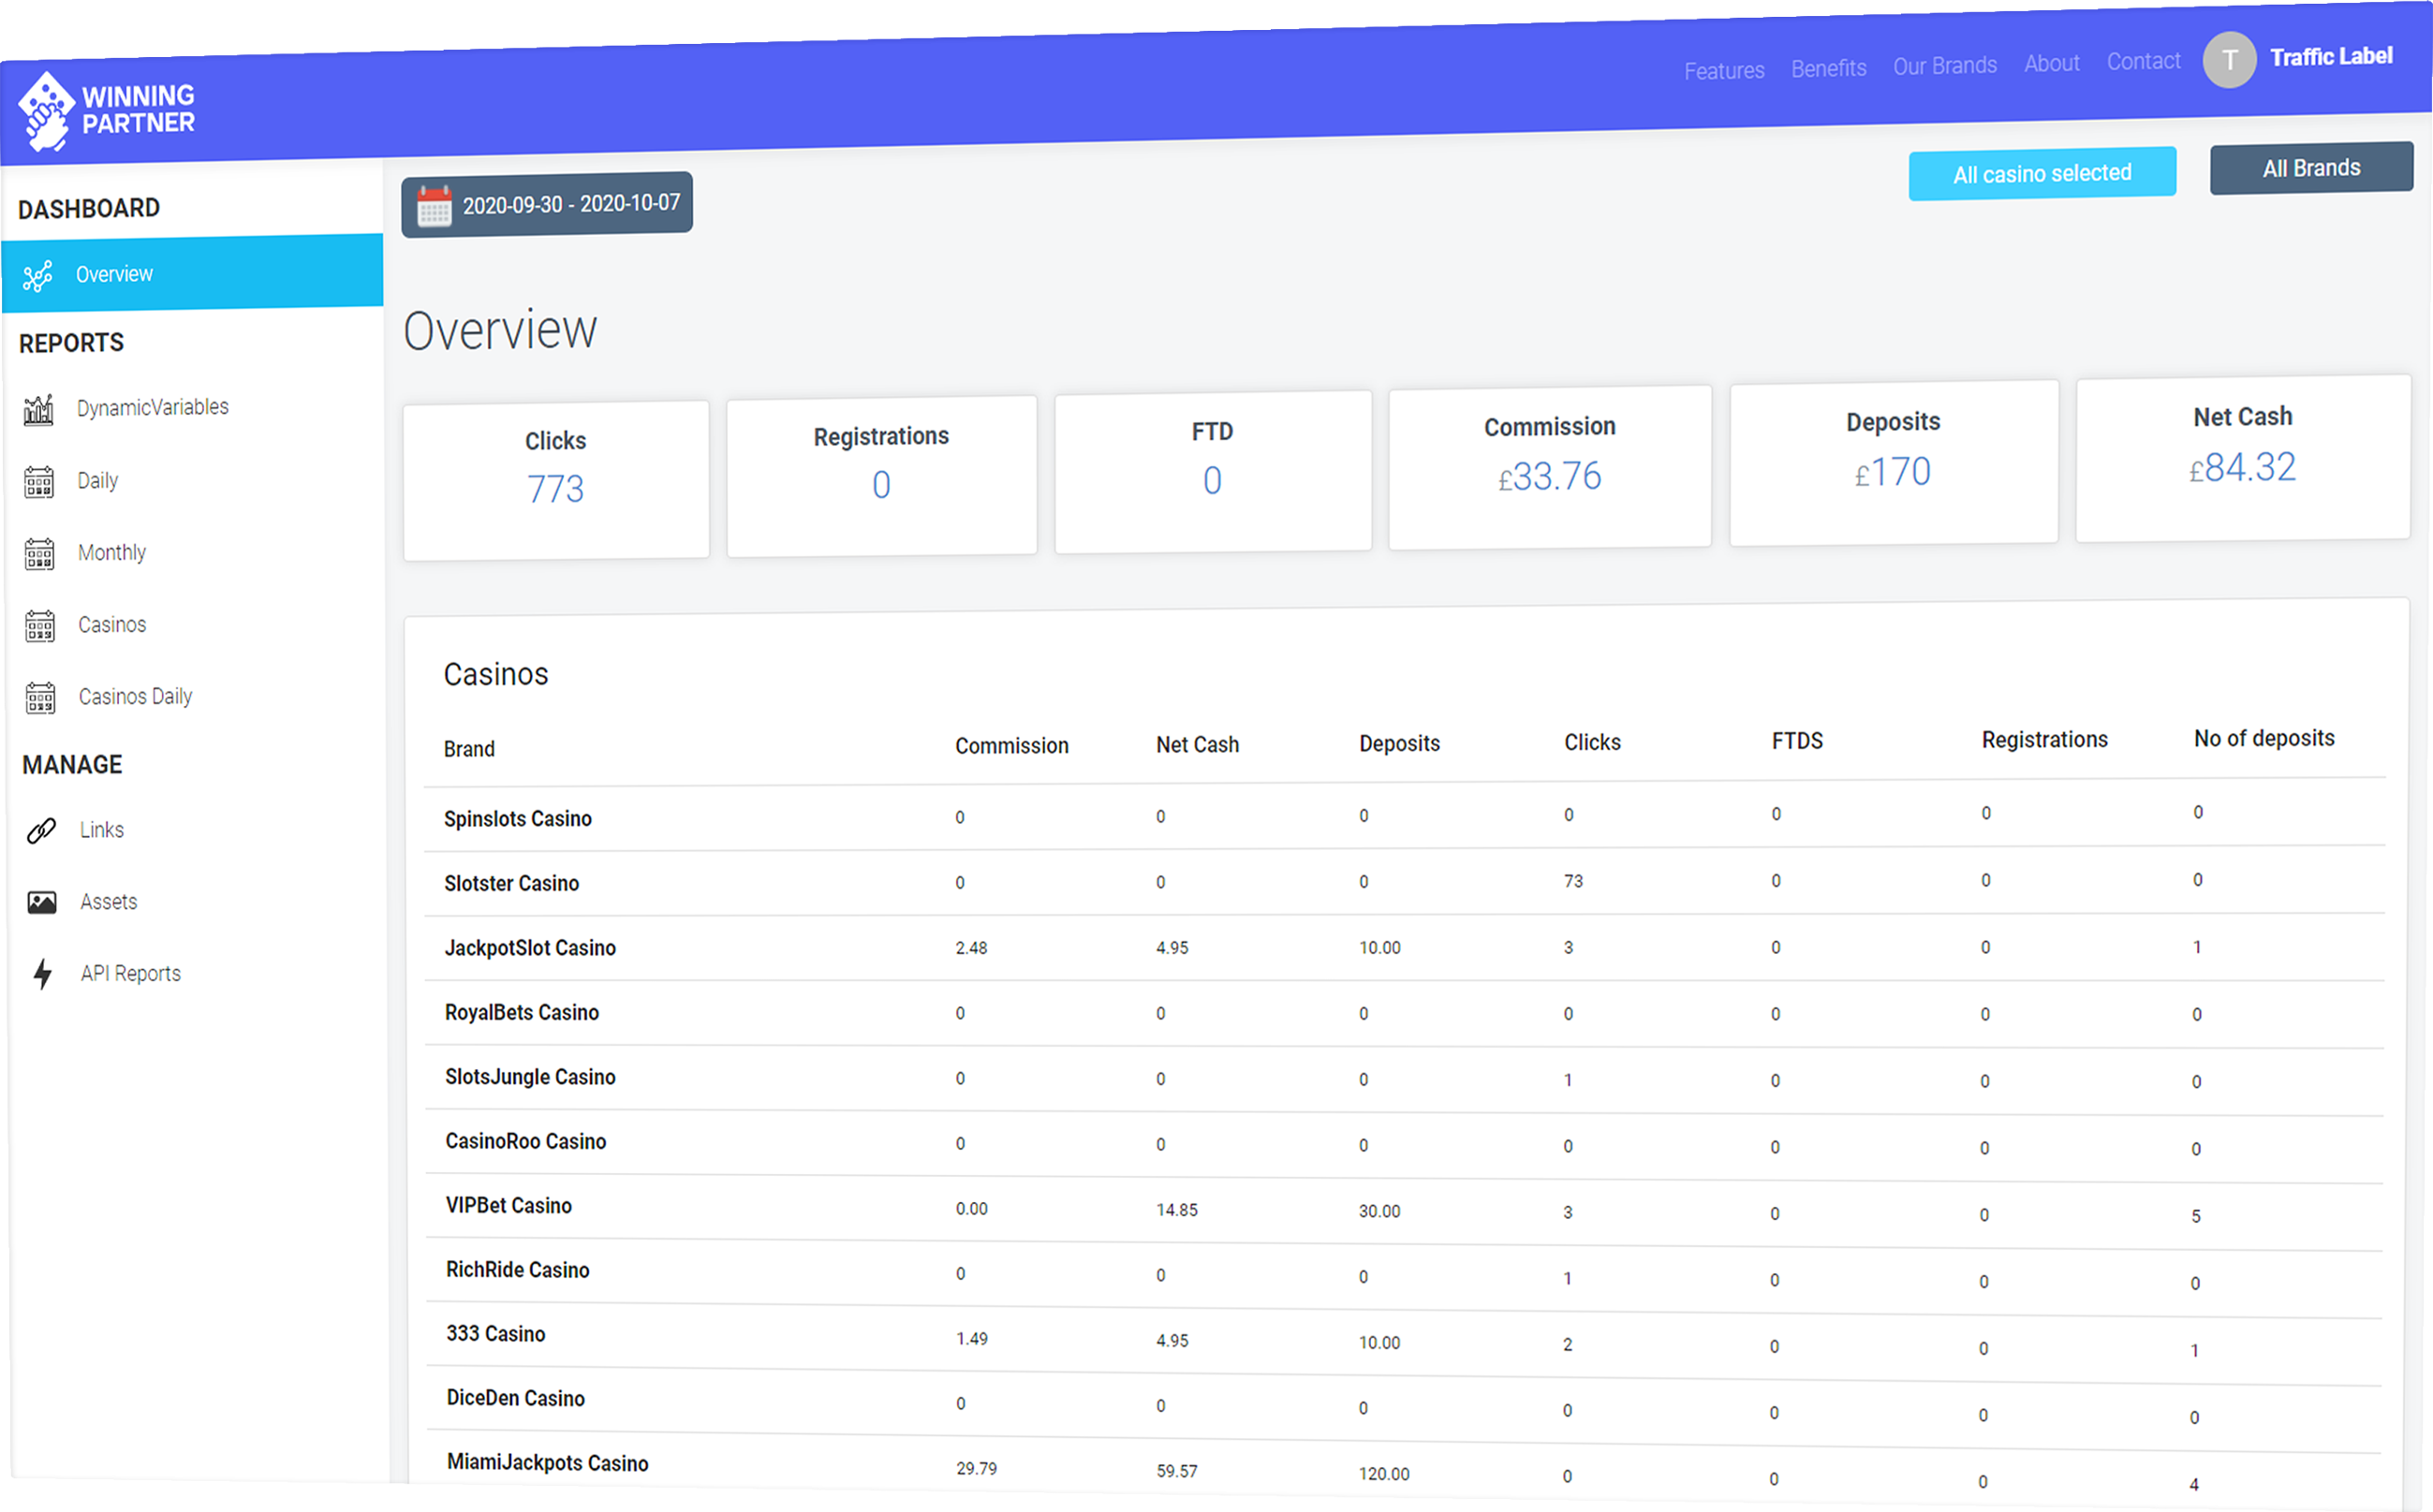 WINNING
PARTNER
Features Benefits Our Brands About Contact T Traffic Label
DASHBOARD
Overview
REPORTS
DynamicVariables
Daily
Monthly
Casinos
Casinos Daily
MANAGE
Links
Assets
API Reports
2020-09-30 - 2020-10-07
All casino selected
All Brands
Overview
Clicks
773
Registrations
0
FTD
0
Commission
£33.76
Deposits
£170
Net Cash
£84.32
Casinos
Brand Commission Net Cash Deposits Clicks FTDS Registrations No of deposits
Spinslots Casino 0 0 0 0 0 0 0
Slotster Casino 0 0 0 73 0 0 0
JackpotSlot Casino 2.48 4.95 10.00 3 0 0 1
RoyalBets Casino 0 0 0 0 0 0 0
SlotsJungle Casino 0 0 0 1 0 0 0
CasinoRoo Casino 0 0 0 0 0 0 0
VIPBet Casino 0.00 14.85 30.00 3 0 0 5
RichRide Casino 0 0 0 1 0 0 0
333 Casino 1.49 4.95 10.00 2 0 0 1
DiceDen Casino 0 0 0 0 0 0 0
MiamiJackpots Casino 29.79 59.57 120.00 0 0 0 4